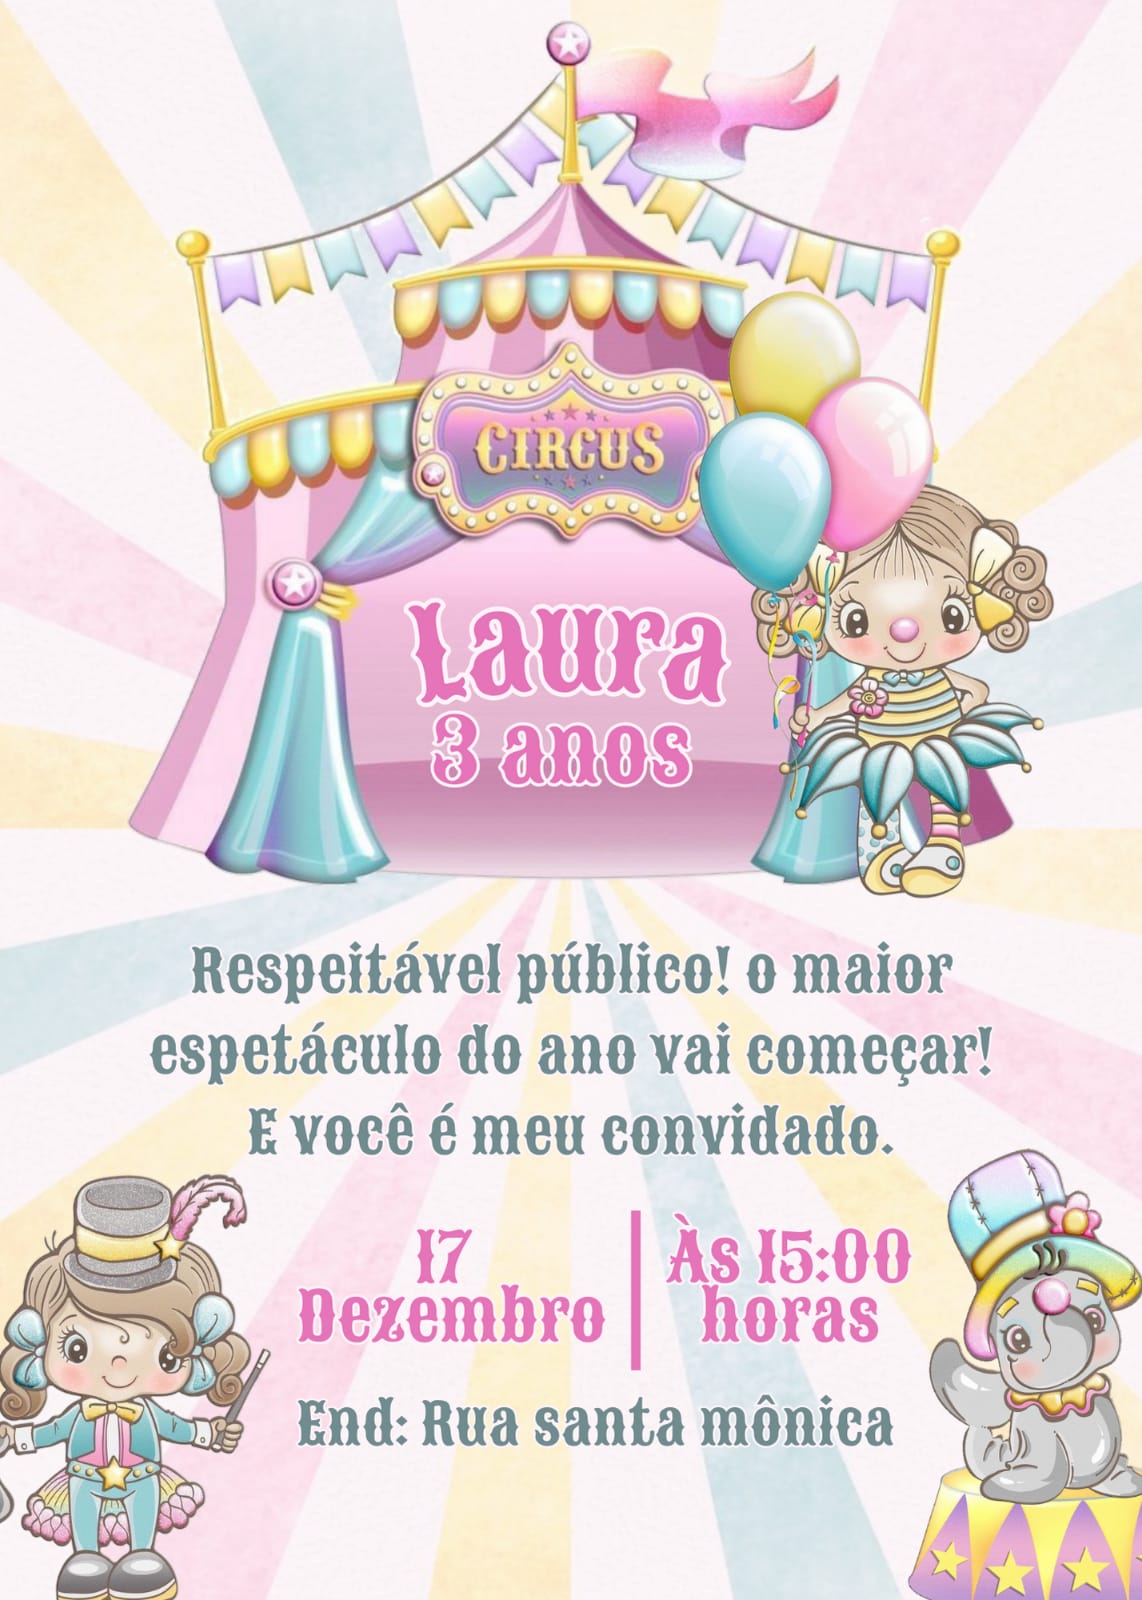 CIRCUS
Laura
3 anos
Respeitável público! o maior
espetáculo do ano vai começar!
E você é meu convidado.
17
Dezembro
Às 15:00
horas
End: Rua santa mônica